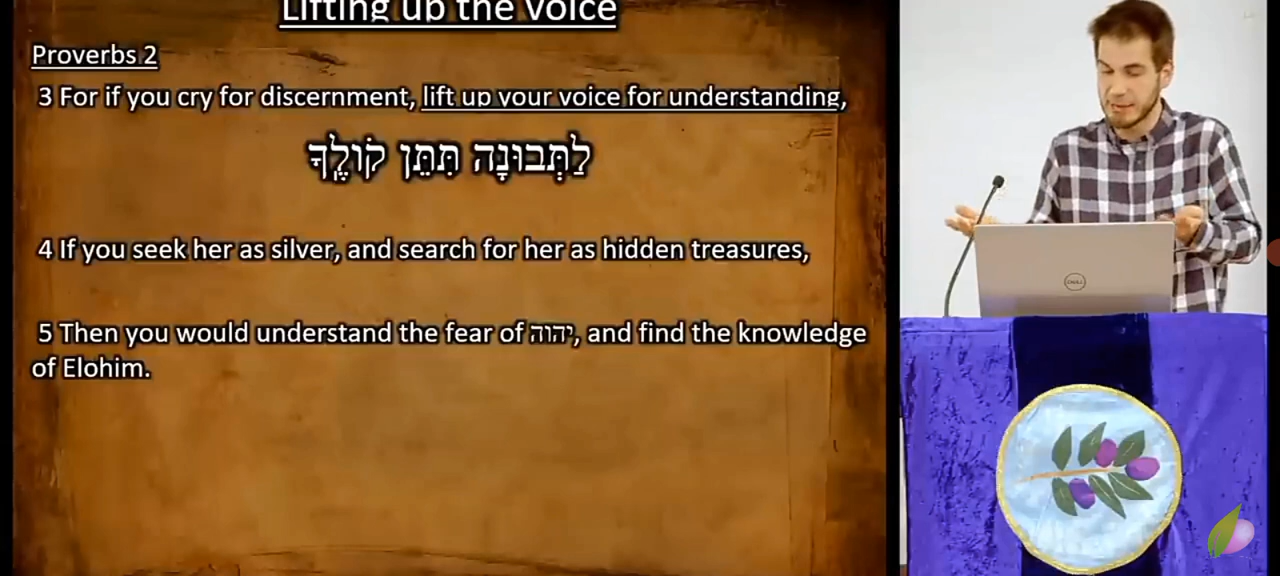 Lifting up the voice
Proverbs 2
3 For if you cry for discernment, lift up your voice for understanding,
לַתְּבוּנָה תִּתֵּן קוֹלֶךָ
4 If you seek her as silver, and search for her as hidden treasures,
5 Then you would understand the fear of יהוה, and find the knowledge
of Elohim.
DELL